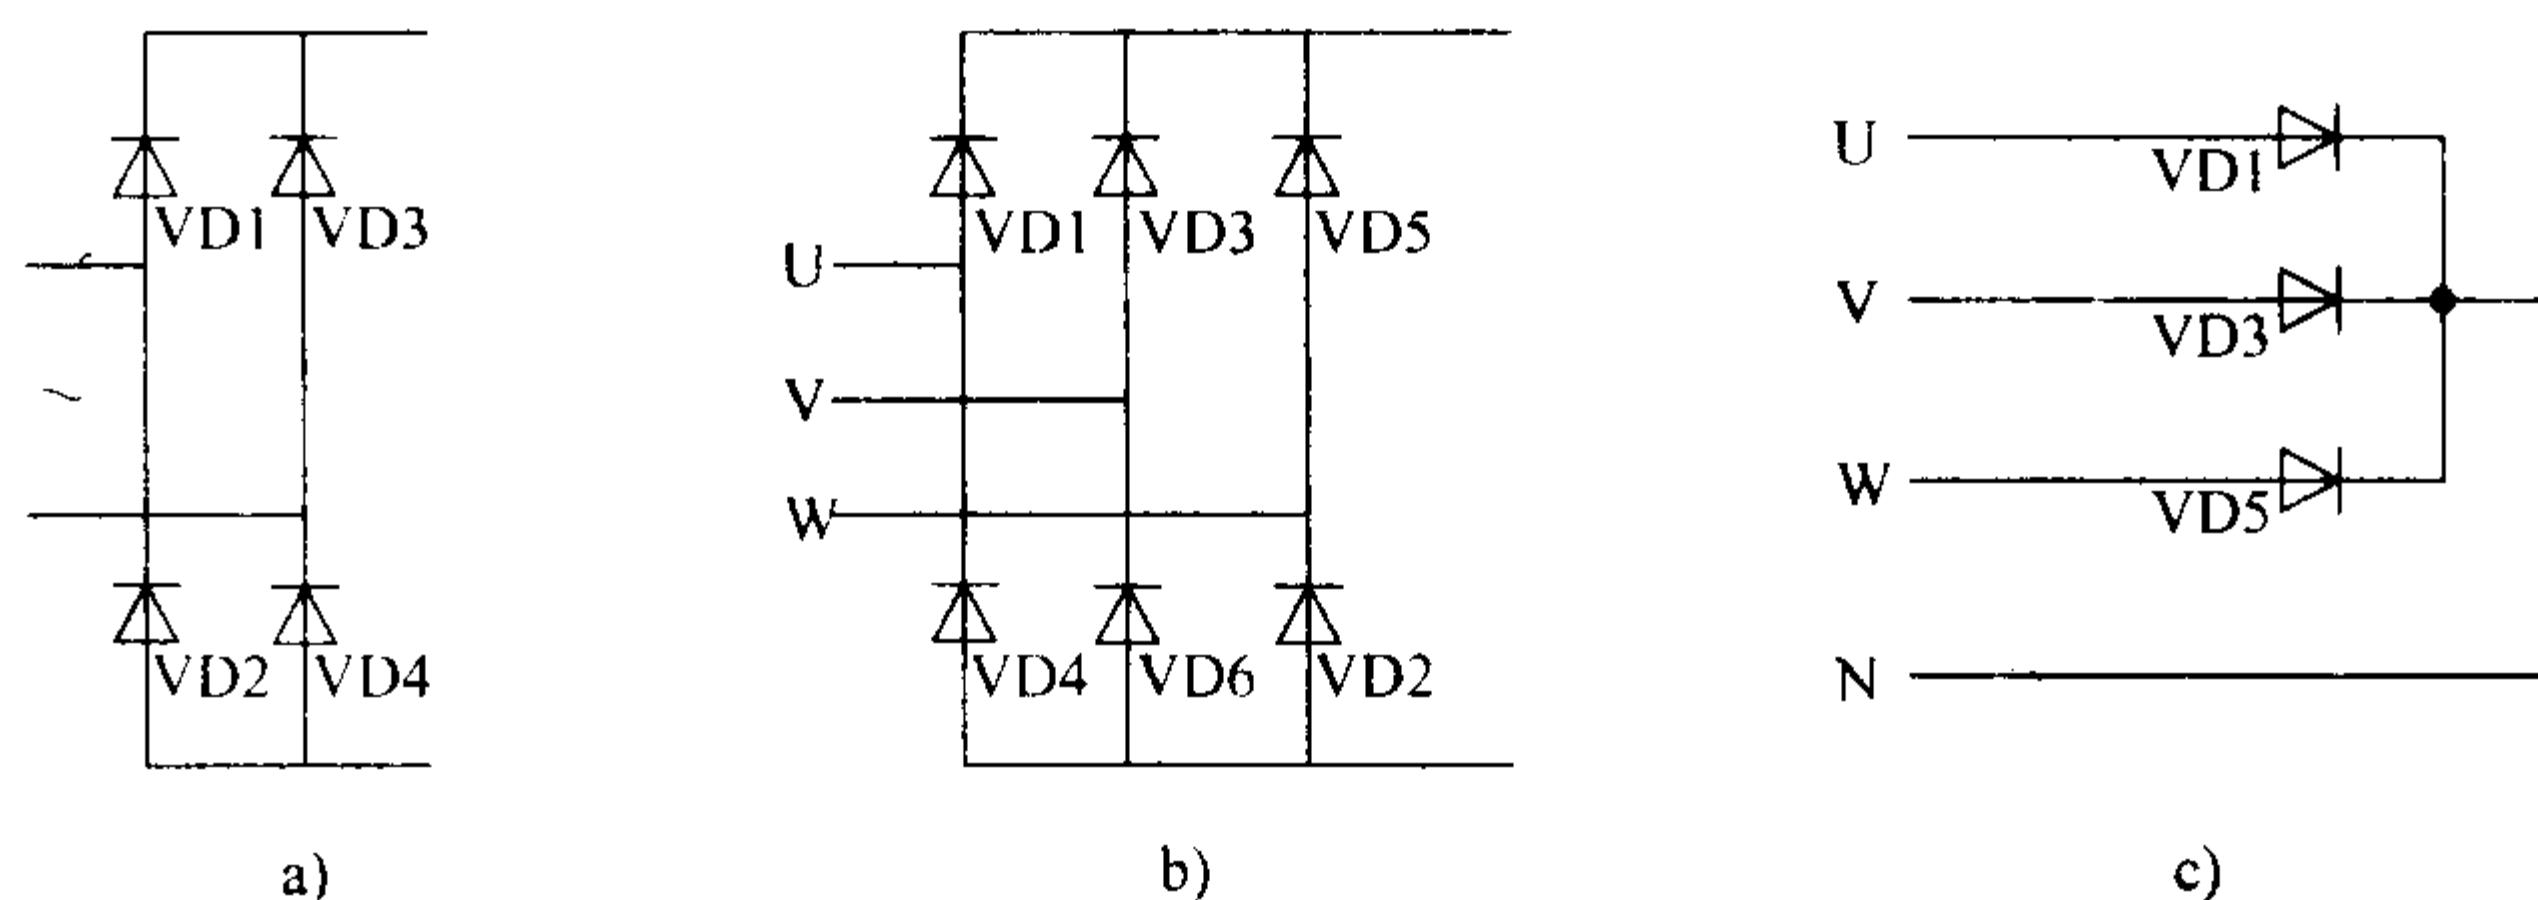 VD1 VD3
~
VD2 VD4
a)
VD1 VD3 VD5
U
V
W
VD4 VD6 VD2
b)
U
VD1
V
VD3
W
VD5
N
c)